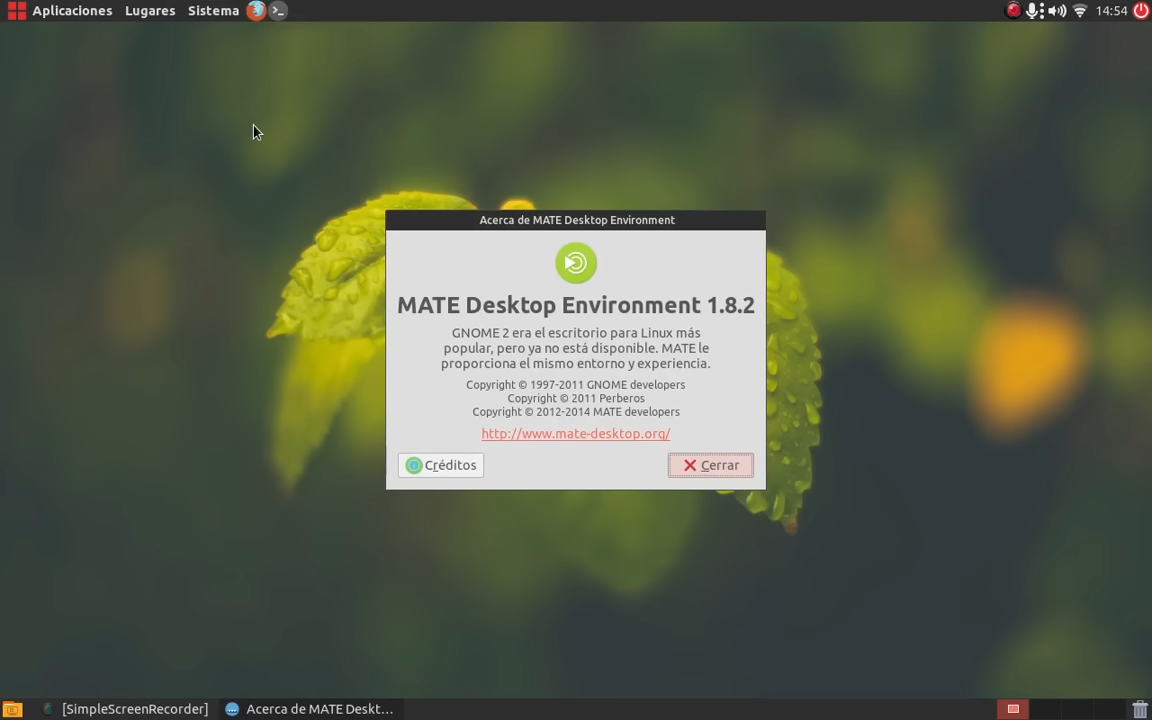 Aplicaciones Lugares Sistema 14:54
Acerca de MATE Desktop Environment
MATE Desktop Environment 1.8.2
GNOME 2 era el escritorio para Linux más
popular, pero ya no está disponible. MATE le
proporciona el mismo entorno y experiencia.
Copyright © 1997-2011 GNOME developers
Copyright © 2011 Perberos
Copyright © 2012-2014 MATE developers
http://www.mate-desktop.org/
Créditos Cerrar
[SimpleScreenRecorder] Acerca de MATE Deskt...